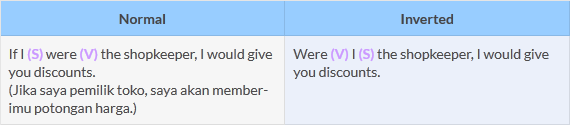 Normal
Inverted
If I (S) were (V) the shopkeeper, I would give
you discounts.
(Jika saya pemilik toko, saya akan member-
imu potongan harga.)
Were (V) I (S) the shopkeeper, I would give
you discounts.